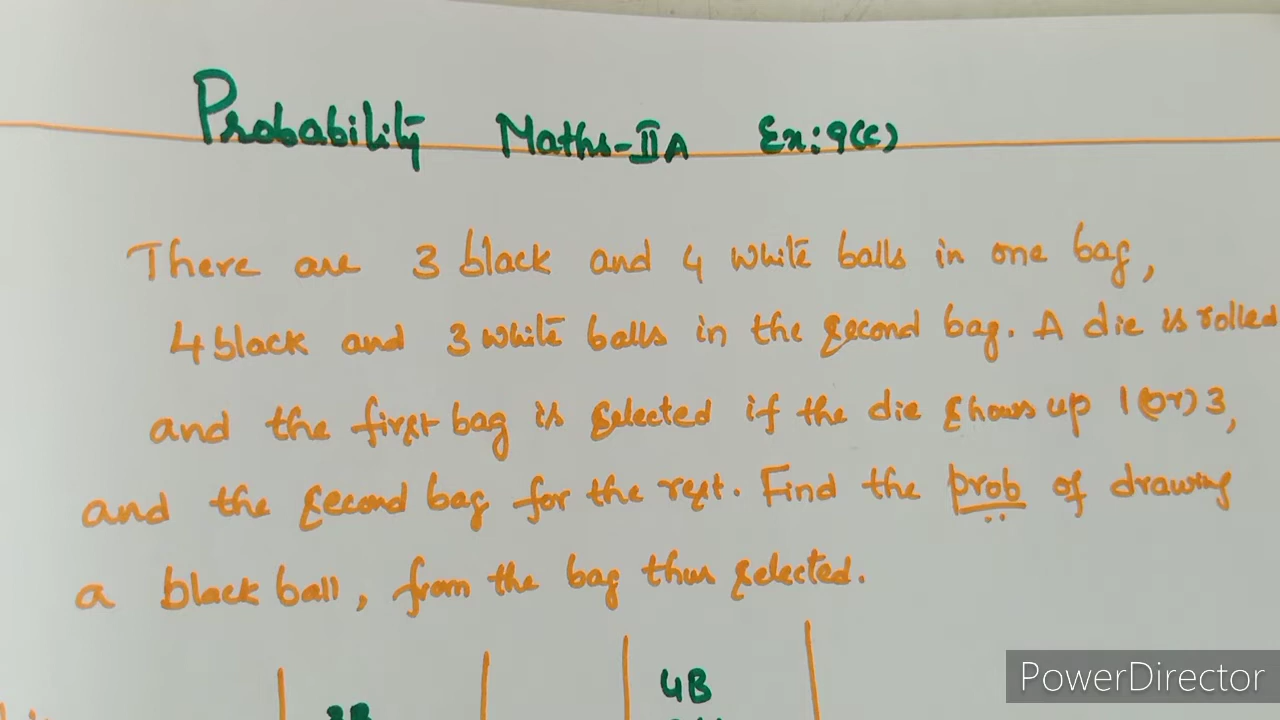 Probability Maths-IIA Ex: 9(c)
There are 3 black and 4 white balls in one bag,
4 black and 3 white balls in the second bag. A die is rolled
and the first bag is selected if the die shows up 1 (or) 3,
and the second bag for the rest. Find the prob of drawing
a black ball, from the bag thus selected.
4B
3B
PowerDirector